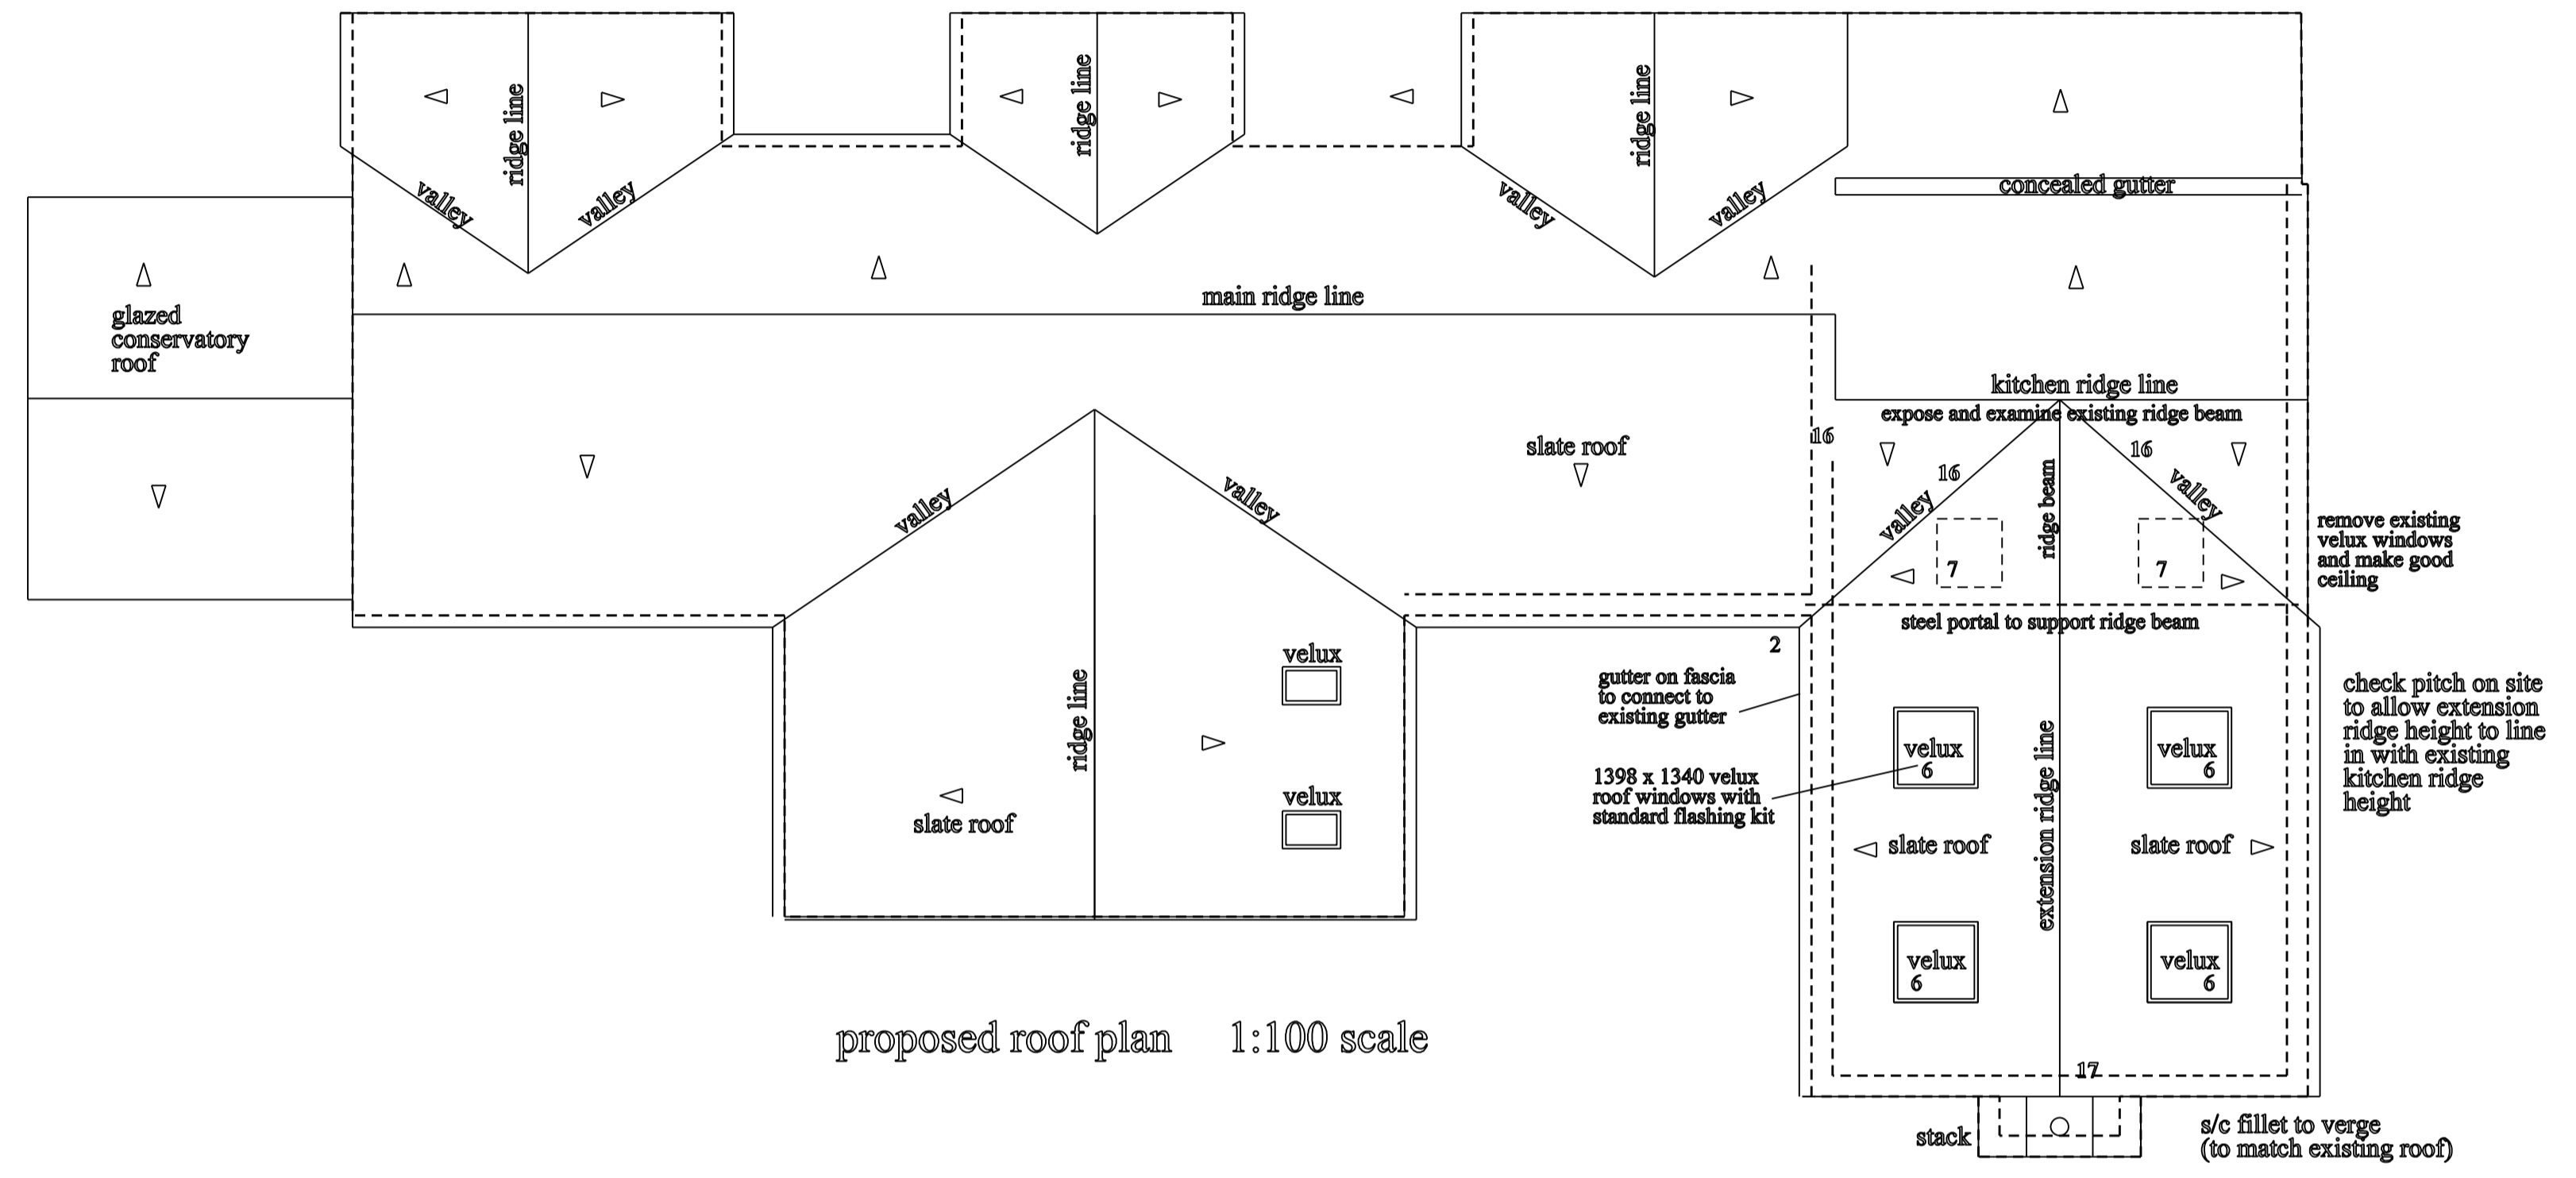 ridge line
ridge line
ridge line
valley
valley
valley
valley
concealed gutter
main ridge line
glazed
conservatory
roof
kitchen ridge line
expose and examine existing ridge beam
slate roof
16
16
16
valley
valley
valley
valley
ridge beam
7
7
remove existing
velux windows
and make good
ceiling
steel portal to support ridge beam
2
velux
gutter on fascia
to connect to
existing gutter
check pitch on site
to allow extension
ridge height to line
in with existing
kitchen ridge
height
ridge line
velux
6
velux
6
1398 x 1340 velux
roof windows with
standard flashing kit
velux
slate roof
slate roof
extension ridge line
slate roof
velux
6
velux
6
proposed roof plan 1:100 scale
17
stack
s/c fillet to verge
(to match existing roof)